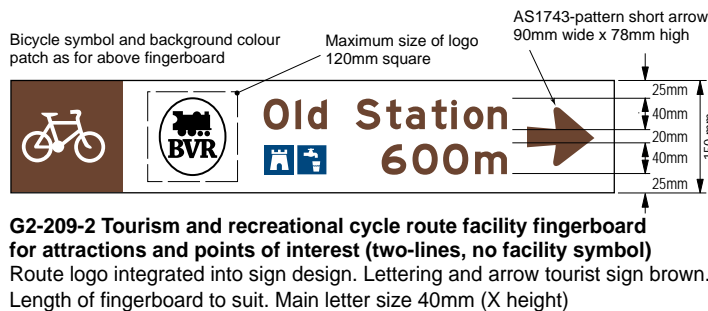 AS1743-pattern short arrow
90mm wide x 78mm high
Bicycle symbol and background colour
patch as for above fingerboard
Maximum size of logo
120mm square
25mm
40mm
20mm
40mm
25mm
150 mm
BVR
Old Station
600m
G2-209-2 Tourism and recreational cycle route facility fingerboard
for attractions and points of interest (two-lines, no facility symbol)
Route logo integrated into sign design. Lettering and arrow tourist sign brown.
Length of fingerboard to suit. Main letter size 40mm (X height)